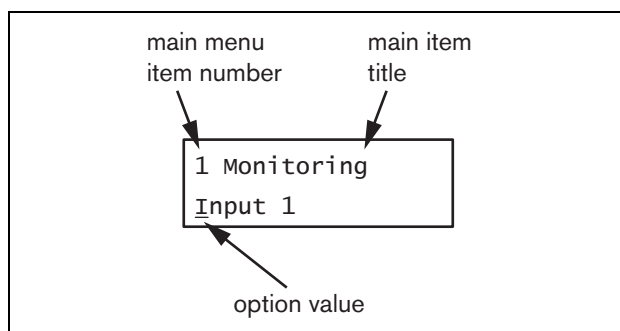 main menu
item number
main item
title
1 Monitoring
Input 1
option value